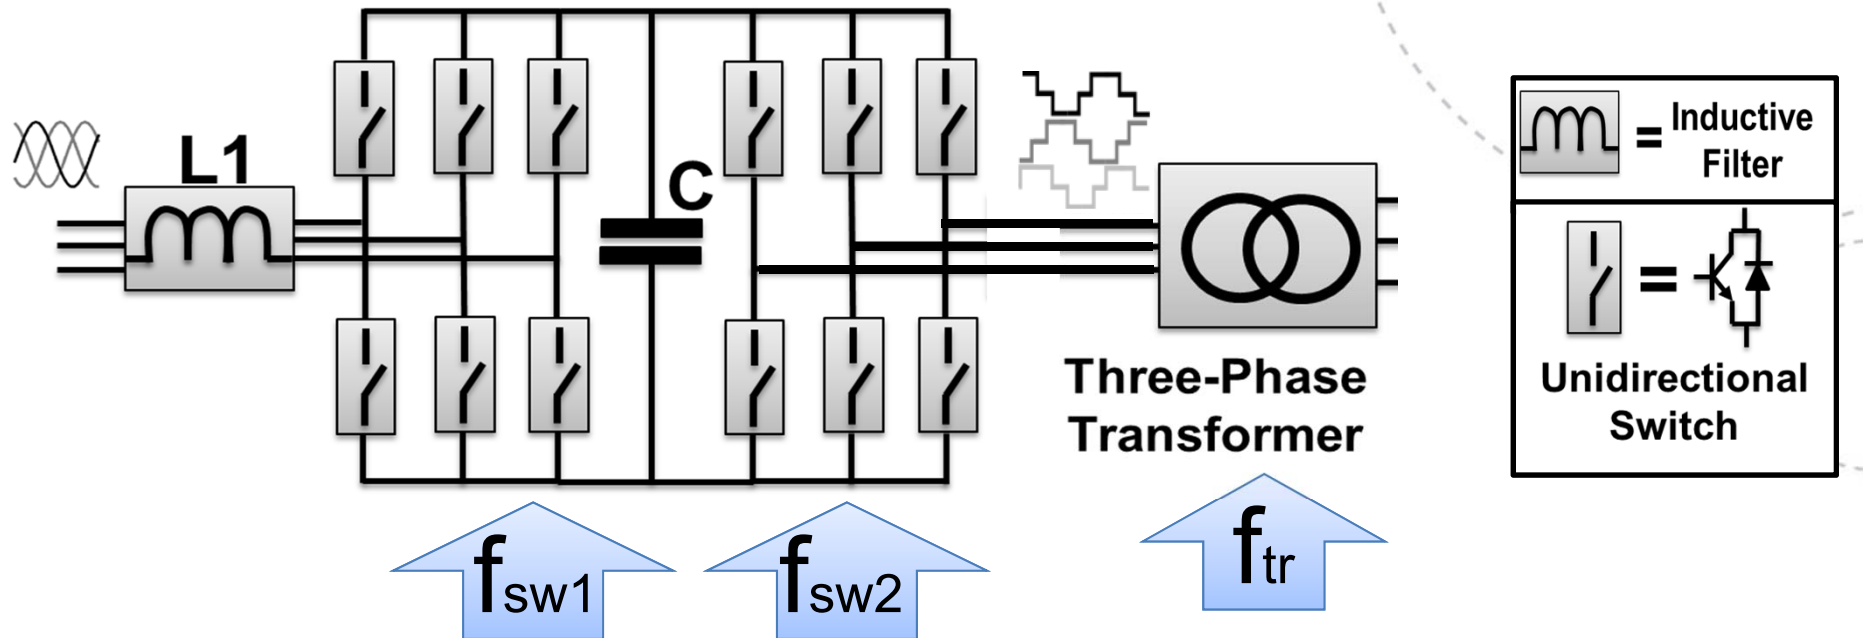 L1
C
Three-Phase
Transformer
fsw1
fsw2
ftr
= Inductive
Filter
=
Unidirectional
Switch